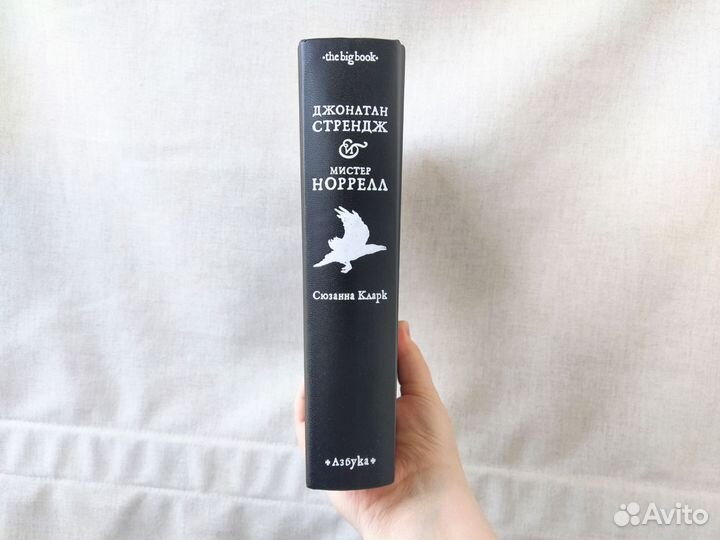 ·the big book·
ДЖОНАТАН
СТРЕНДЖ
& И
МИСТЕР
НОРРЕЛЛ
Сюзанна Кларк
Азбука
Avito